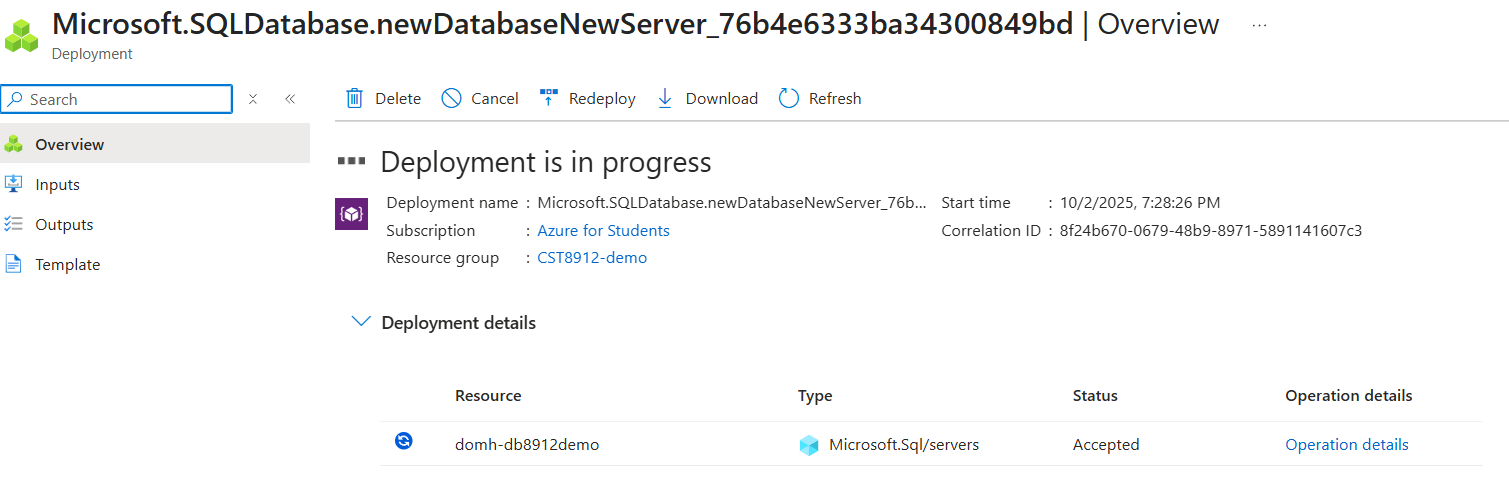 Microsoft.SQLDatabase.newDatabaseNewServer_76b4e6333ba34300849bd | Overview ...
Deployment
Search
Delete Cancel Redeploy Download Refresh
Overview
Inputs
Outputs
Template
Deployment is in progress
Deployment name : Microsoft.SQLDatabase.newDatabaseNewServer_76b... Start time : 10/2/2025, 7:28:26 PM
Subscription : Azure for Students Correlation ID : 8f24b670-0679-48b9-8971-5891141607c3
Resource group : CST8912-demo
Deployment details
Resource Type Status Operation details
domh-db8912demo Microsoft.Sql/servers Accepted Operation details